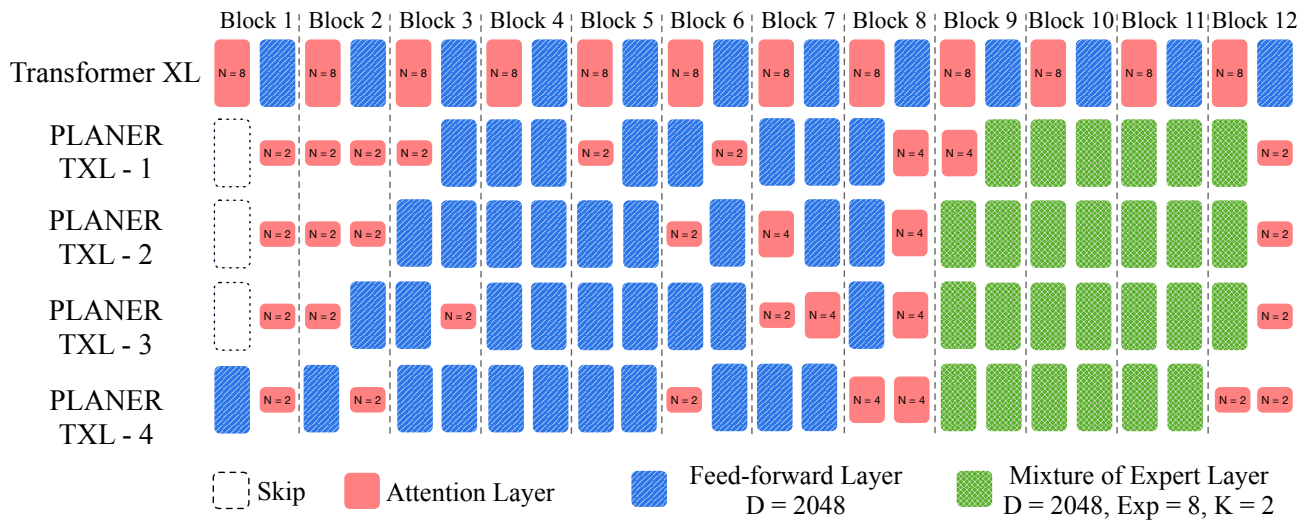 Block 1 Block 2 Block 3 Block 4 Block 5 Block 6 Block 7 Block 8 Block 9 Block 10 Block 11 Block 12
Transformer XL
N = 8 N = 8 N = 8 N = 8 N = 8 N = 8 N = 8 N = 8 N = 8 N = 8 N = 8 N = 8
PLANER
TXL - 1
N = 2 N = 2 N = 2 N = 2 N = 2 N = 2 N = 4 N = 4 N = 2
PLANER
TXL - 2
N = 2 N = 2 N = 2 N = 2 N = 4 N = 4 N = 2
PLANER
TXL - 3
N = 2 N = 2 N = 2 N = 2 N = 4 N = 4 N = 2
PLANER
TXL - 4
N = 2 N = 2 N = 2 N = 4 N = 4 N = 2 N = 2
Skip
Attention Layer
Feed-forward Layer
D = 2048
Mixture of Expert Layer
D = 2048, Exp = 8, K = 2